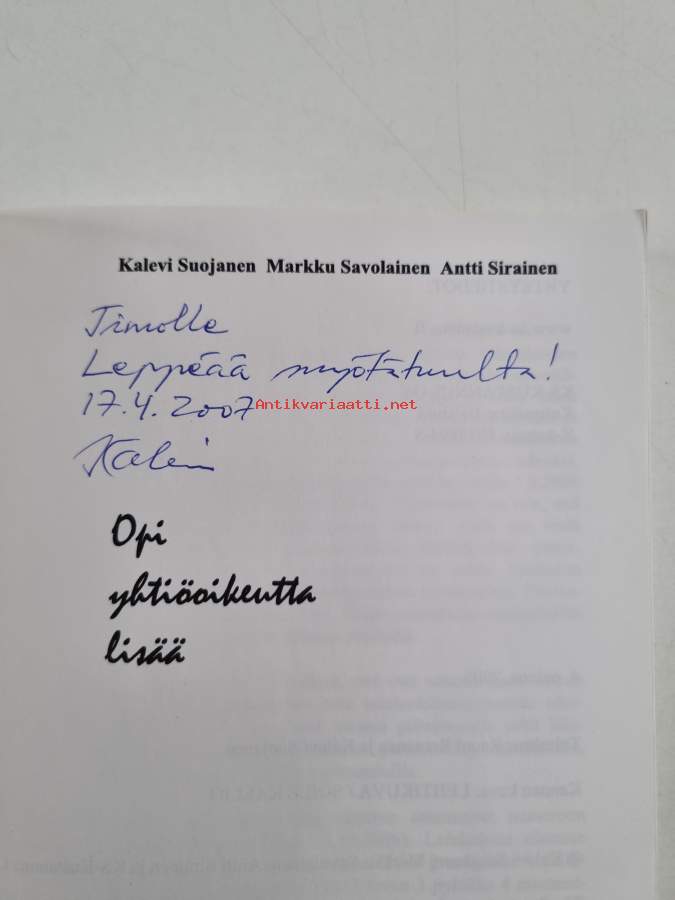 Kalevi Suojanen Markku Savolainen Antti Sirainen
Timolle
Leppeää myötätuulta!
17.4.2007
Antikvariaatti.net
Kalevi
Opi
yhtiöoikeutta
lisää